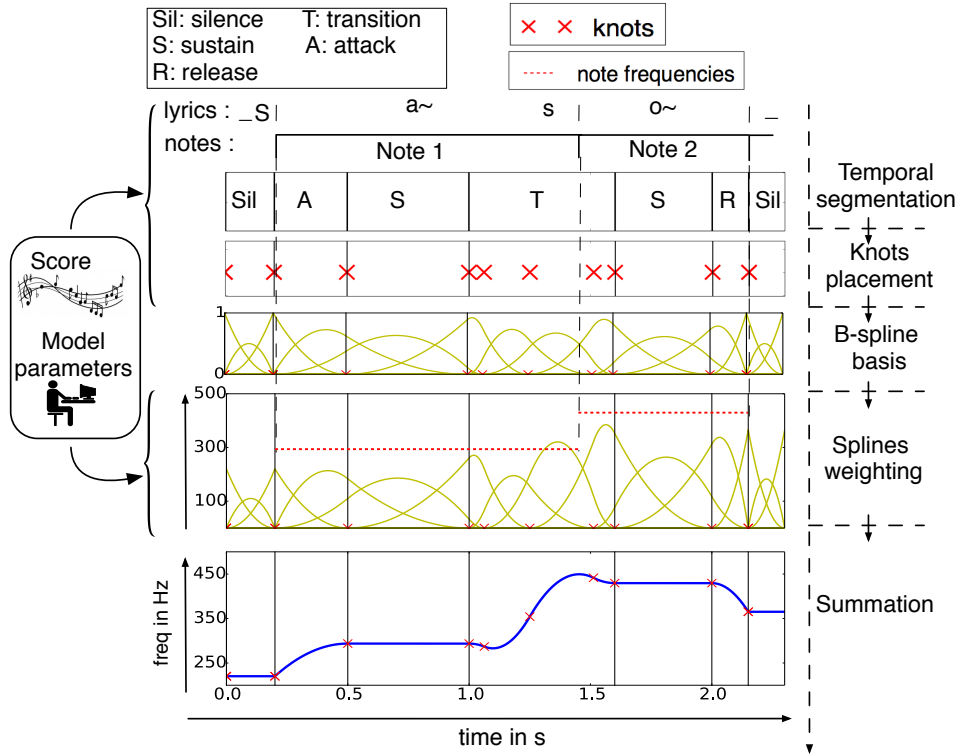 Sil: silence T: transition
S: sustain A: attack
R: release
knots
note frequencies
lyrics : _S a~ s o~ _
notes :
Note 1 Note 2
Sil A S T S R Sil
Temporal
segmentation
Knots
placement
Score
Model
parameters
1
0
B-spline
basis
500
300
100
Splines
weighting
450
350
250
freq in Hz
Summation
0.0 0.5 1.0 1.5 2.0
time in s